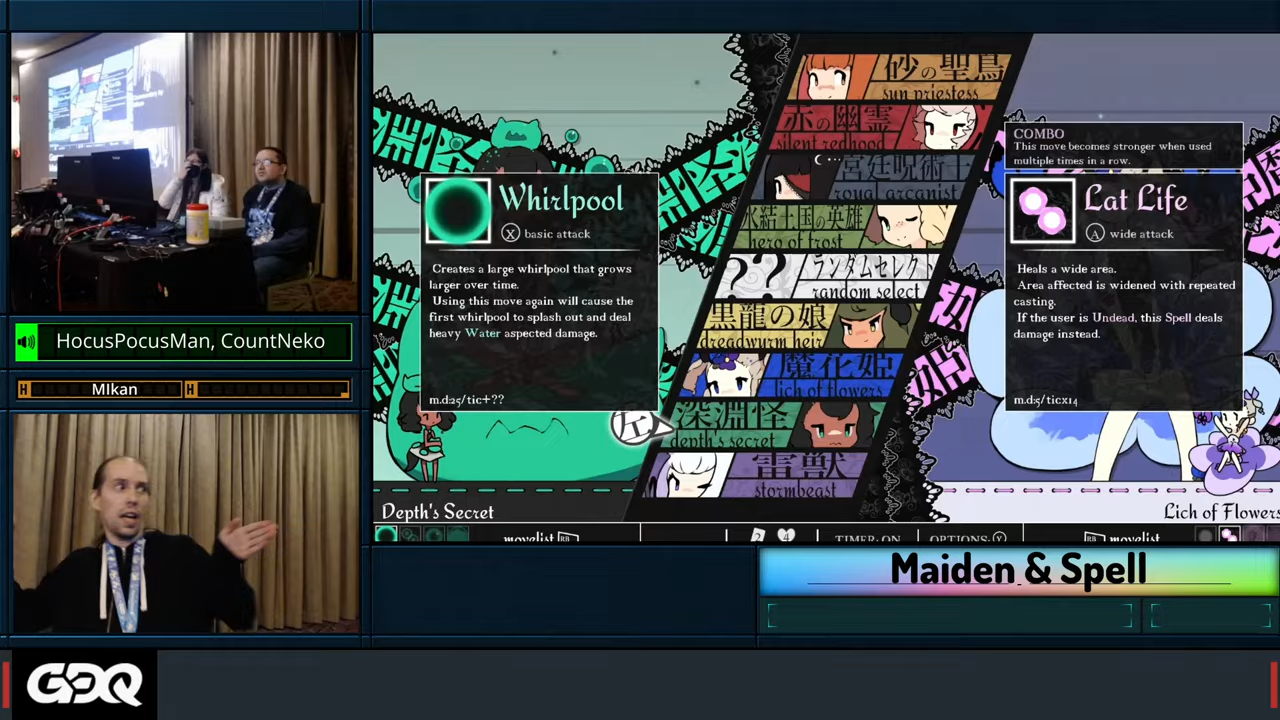 HocusPocusMan, CountNeko
H
MIkan
H
GDQ
Whirlpool
X basic attack
Creates a large whirlpool that grows
larger over time.
Using this move again will cause the
first whirlpool to splash out and deal
heavy Water aspected damage.
m.d25/tic+??
Depth's Secret
砂の聖鳥
sun priestess
赤の幽霊
silent redhood
宮廷呪術士
royal arcanist
氷結王国の英雄
hero of frost
??
ランダムセレクト
random select
黒龍の娘
dreadwyrm heir
魔花姫
lich of flowers
左
深淵怪
depth's secret
雷獣
stormbeast
COMBO
This move becomes stronger when used
multiple times in a row.
Lat Life
A wide attack
Heals a wide area.
Area affected is widened with repeated
casting.
If the user is Undead, this Spell deals
damage instead.
m.d5/ticx14
Lich of Flowers
movelist RB
2
4
TIMER: ON
OPTIONS: Y
RB movelist
Maiden & Spell